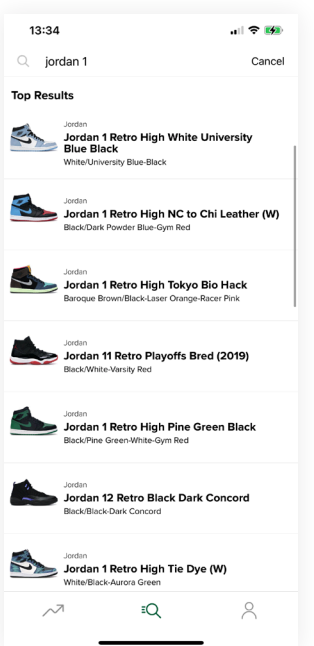 13:34
jordan 1
Cancel
Top Results
Jordan
Jordan 1 Retro High White University
Blue Black
White/University Blue-Black
Jordan
Jordan 1 Retro High NC to Chi Leather (W)
Black/Dark Powder Blue-Gym Red
Jordan
Jordan 1 Retro High Tokyo Bio Hack
Baroque Brown/Black-Laser Orange-Racer Pink
Jordan
Jordan 11 Retro Playoffs Bred (2019)
Black/White-Varsity Red
Jordan
Jordan 1 Retro High Pine Green Black
Black/Pine Green-White-Gym Red
Jordan
Jordan 12 Retro Black Dark Concord
Black/Black-Dark Concord
Jordan
Jordan 1 Retro High Tie Dye (W)
White/Black-Aurora Green